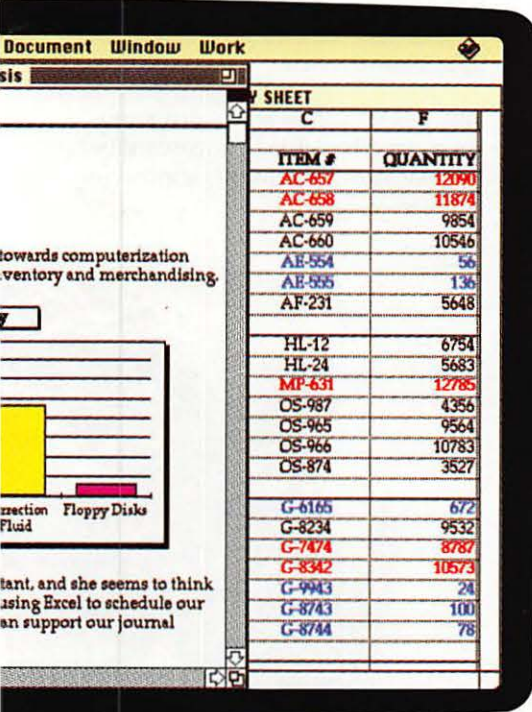 Document Window Work
sis
Y SHEET
C F
ITEM # QUANTITY
AC-657 12090
AC-658 11874
AC-659 9854
AC-660 10546
AE-554 56
AE-555 136
AF-231 5648
HL-12 6754
HL-24 5683
MP-631 12785
OS-987 4356
OS-965 9564
OS-966 10783
OS-874 3527
G-6165 672
G-8234 9532
G-7474 8787
G-8342 10573
G-9943 24
G-8743 100
G-8744 78
towards computerization
ventory and merchandising.
y
rrection Floppy Disks
Fluid
tant, and she seems to think
using Excel to schedule our
an support our journal